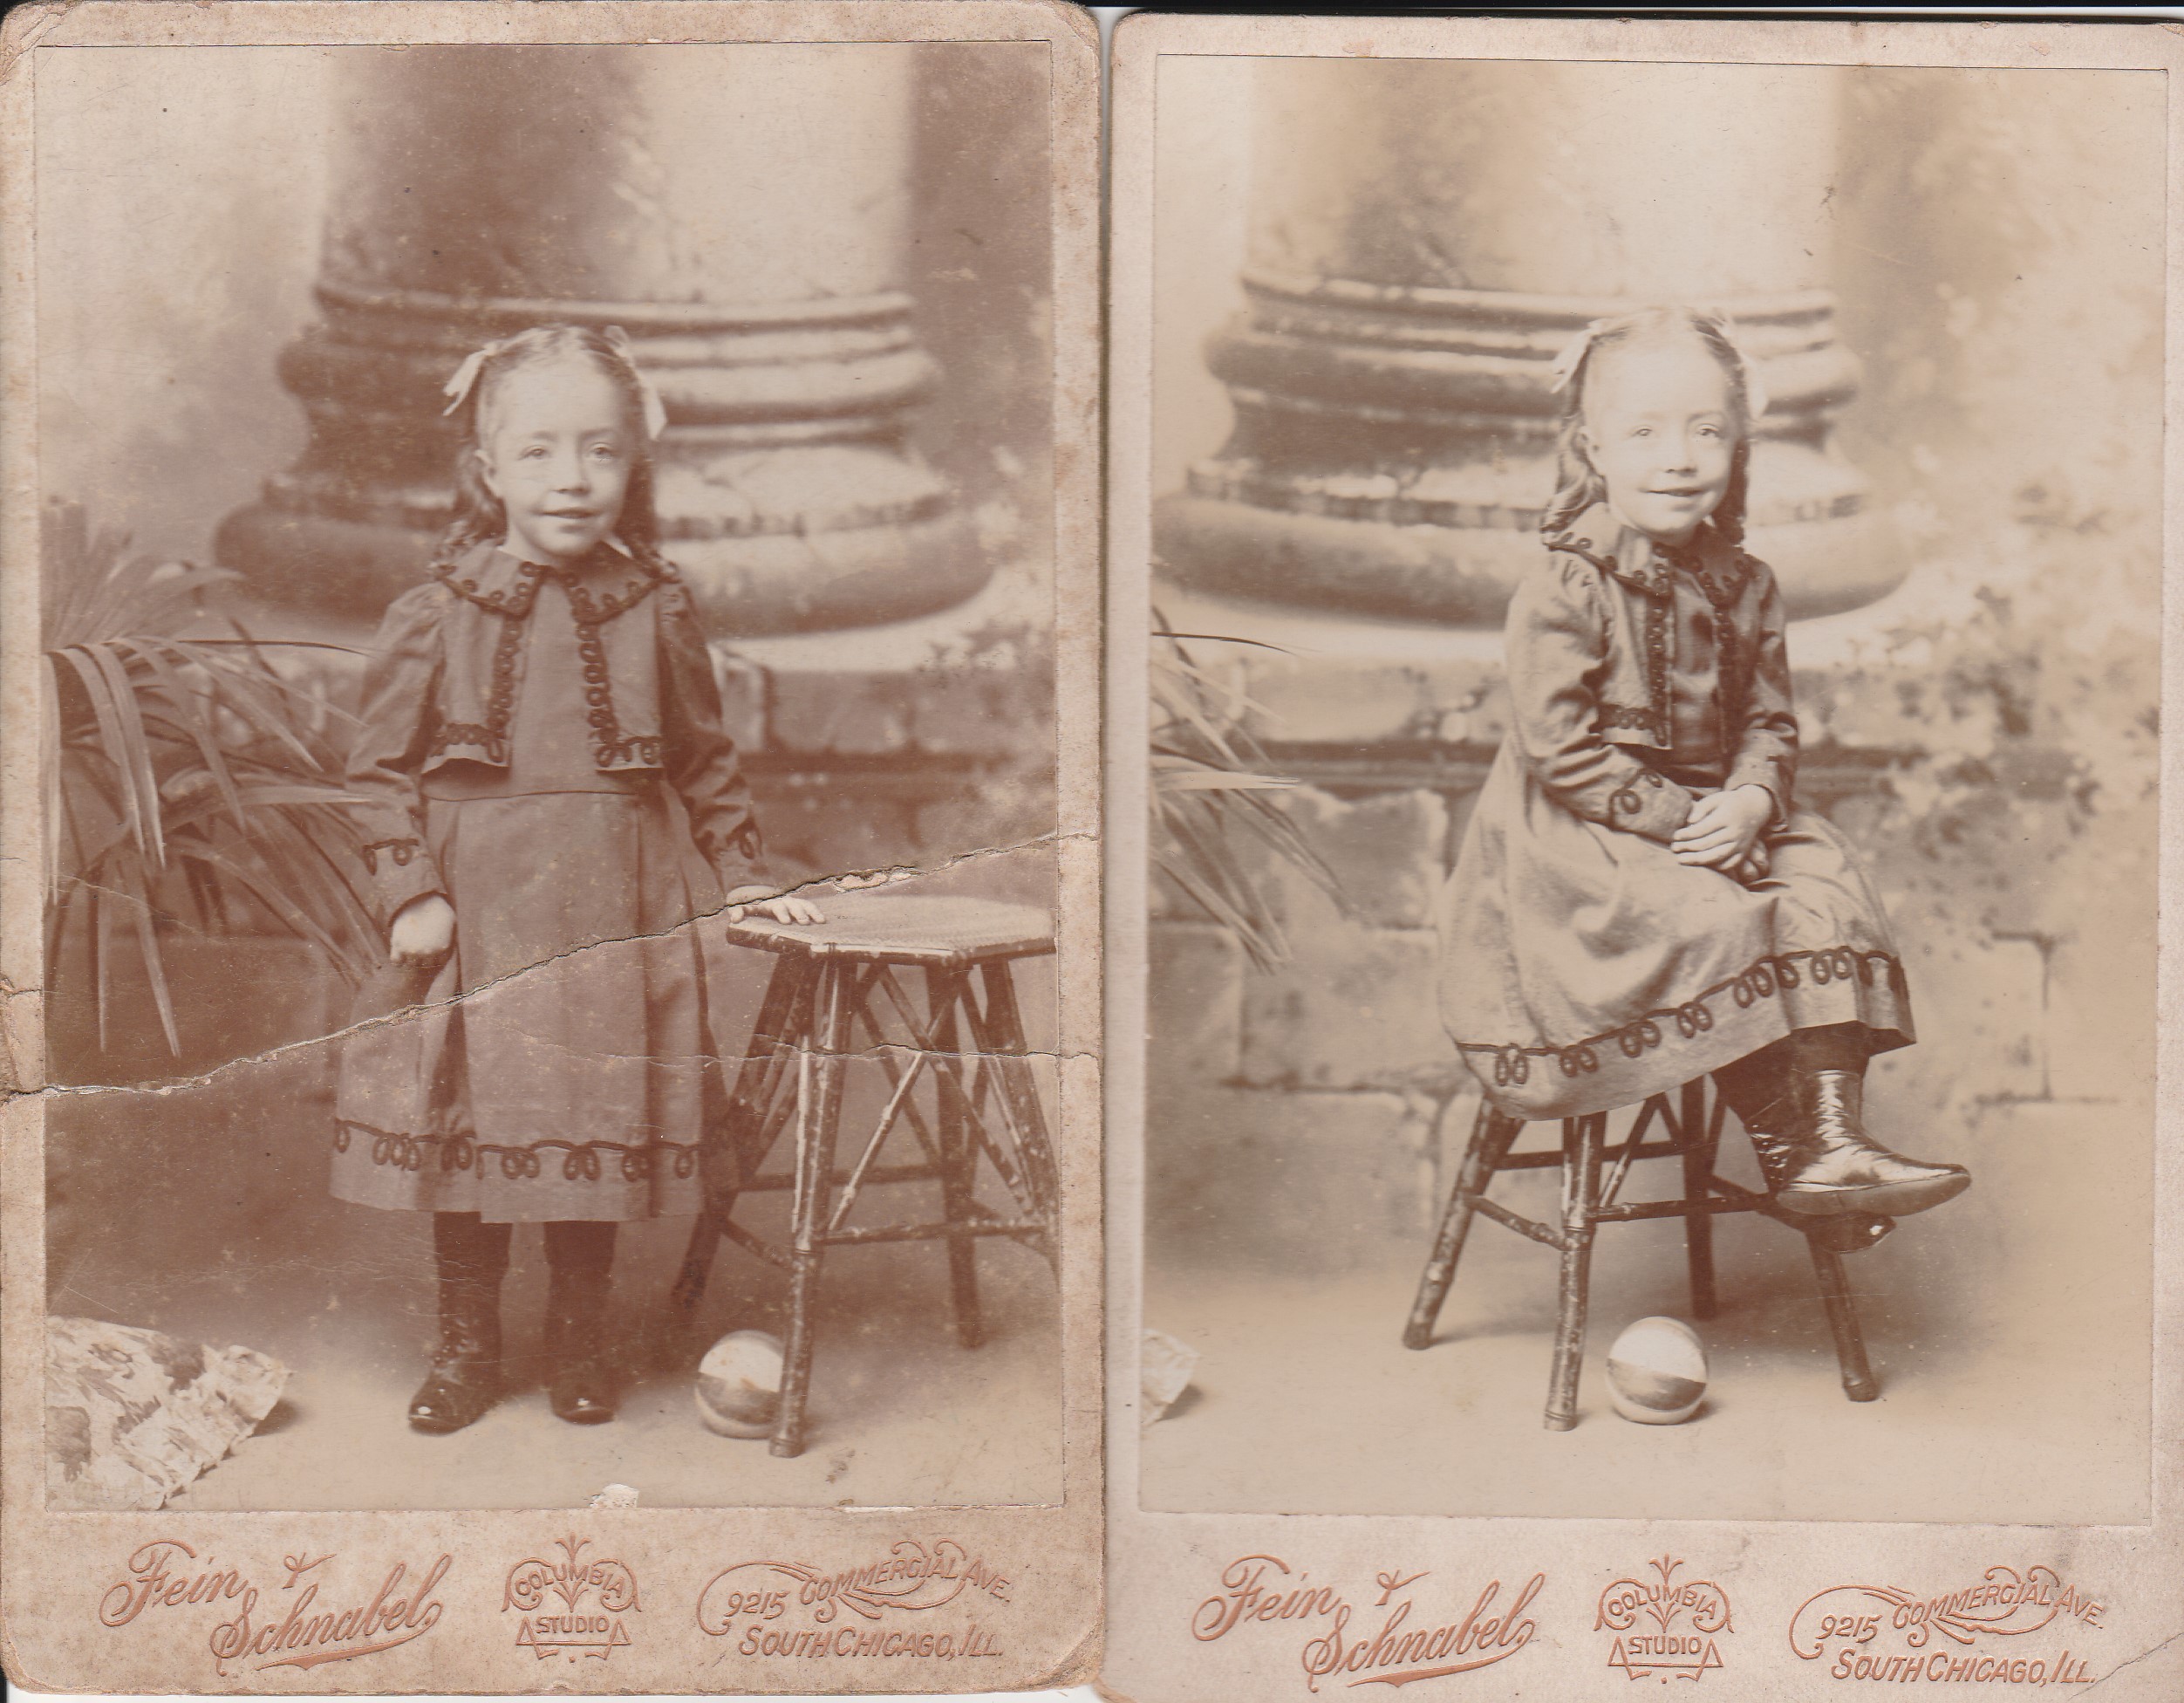 Fein &
Schnabel,
COLUMBIA
STUDIO
9215 COMMERCIAL AVE.
SOUTH CHICAGO, ILL.
Fein &
Schnabel,
COLUMBIA
STUDIO
9215 COMMERCIAL AVE.
SOUTH CHICAGO, ILL.